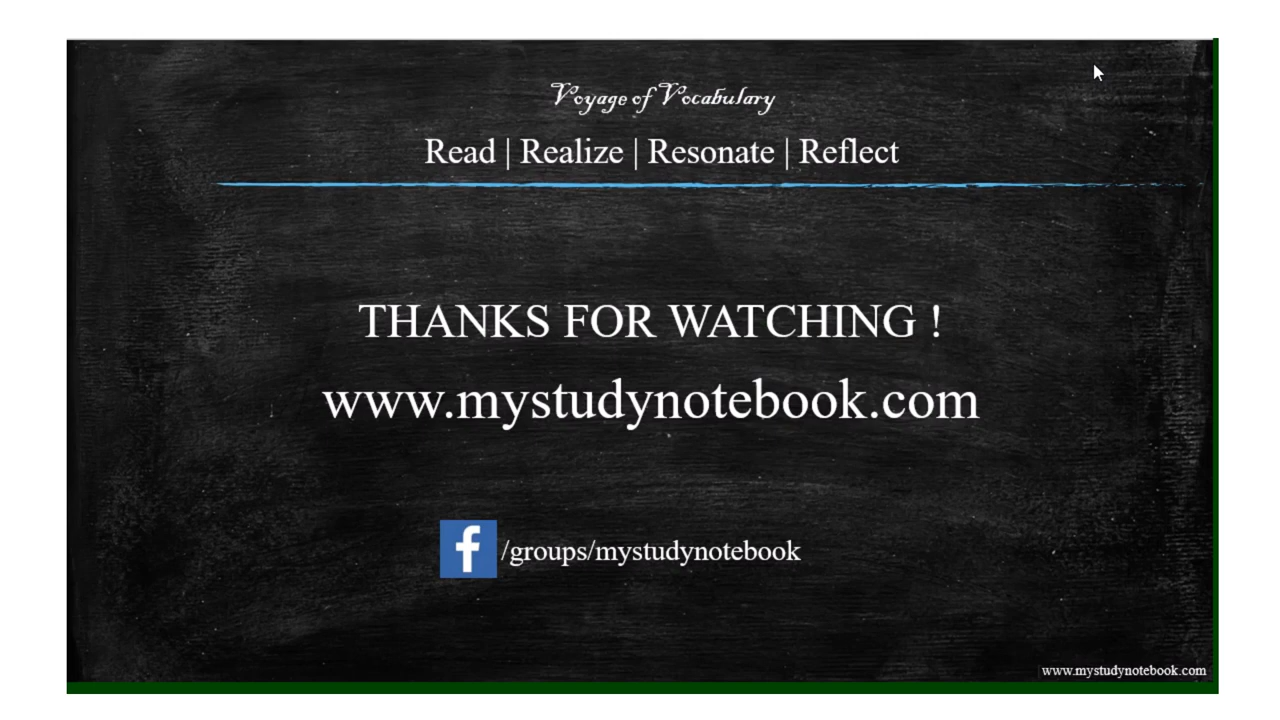 Voyage of Vocabulary
Read | Realize | Resonate | Reflect
THANKS FOR WATCHING !
www.mystudynotebook.com
f /groups/mystudynotebook
www.mystudynotebook.com